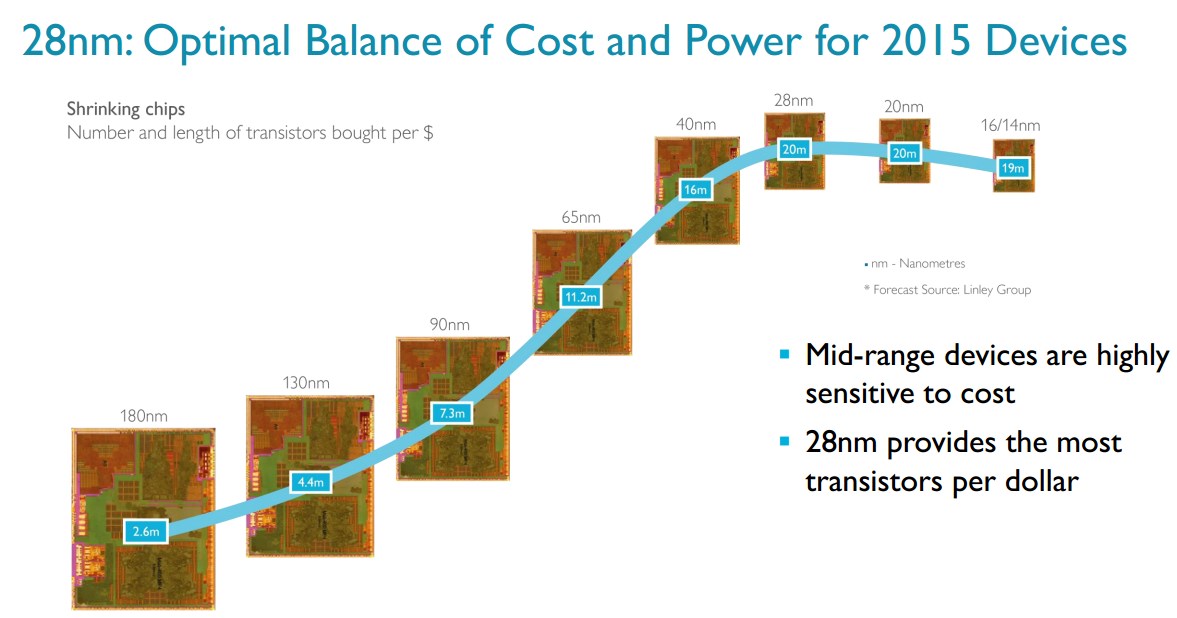 28nm: Optimal Balance of Cost and Power for 2015 Devices
Shrinking chips
Number and length of transistors bought per $
180nm
2.6m
130nm
4.4m
90nm
7.3m
65nm
11.2m
40nm
16m
28nm
20m
20nm
20m
16/14nm
19m
▪ nm - Nanometres
* Forecast Source: Linley Group
▪ Mid-range devices are highly
sensitive to cost
▪ 28nm provides the most
transistors per dollar